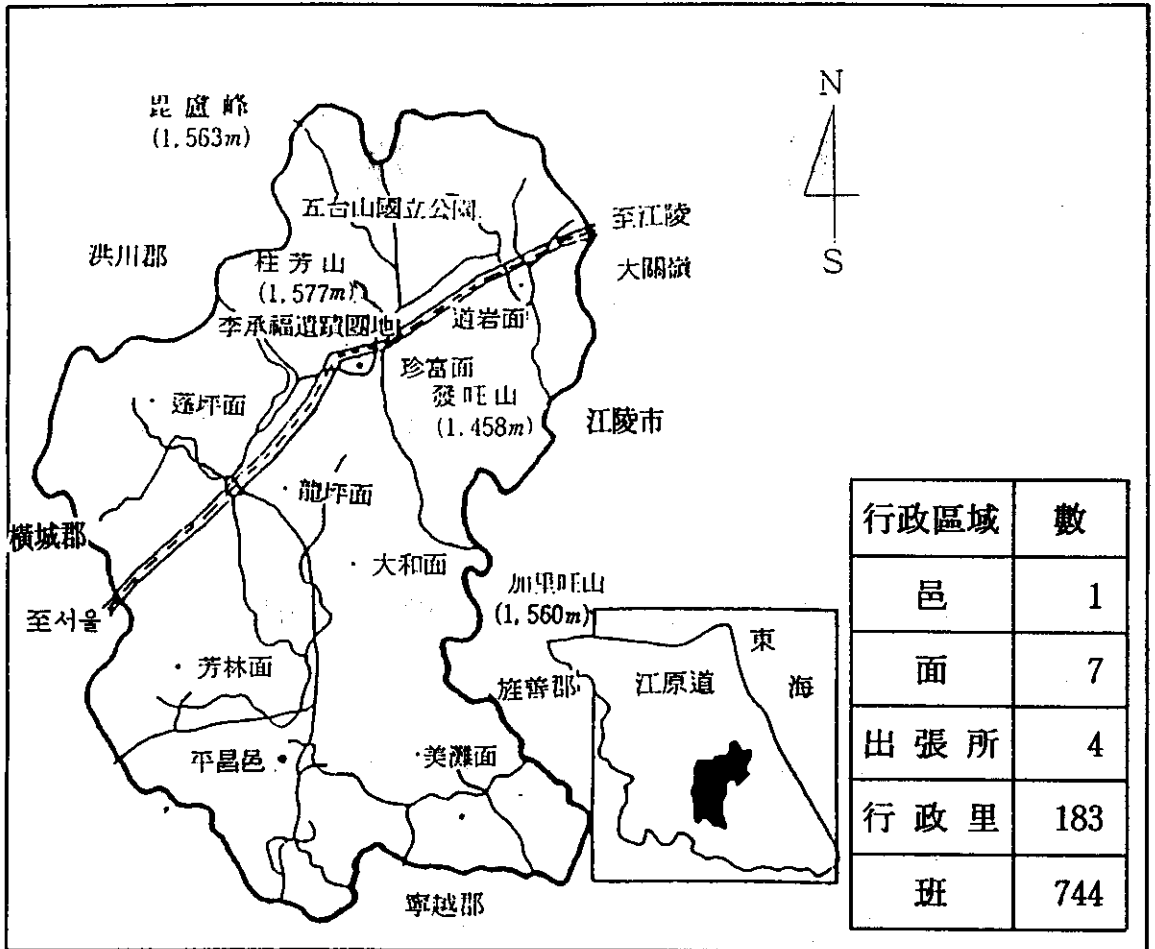 毘盧峰
(1,563m)
N
五台山國立公園
至江陵
洪川郡
桂芳山
大關嶺
S
(1,577m)
李承福遺蹟團地
道岩面
珍富面
蓬坪面
發旺山
(1,458m)
江陵市
龍坪面
行政區域 數
橫城郡
大和面
加里旺山
(1,560m)
邑 1
至서울
東海
芳林面
旌善郡
江原道
面 7
出張所 4
平昌邑
美灘面
行政里 183
班 744
寧越郡